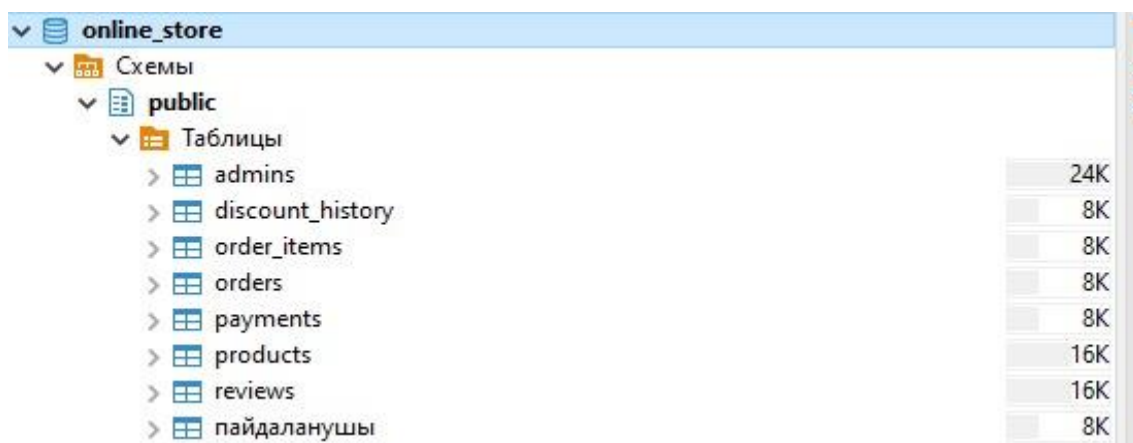 online_store
Схемы
public
Таблицы
admins 24K
discount_history 8K
order_items 8K
orders 8K
payments 8K
products 16K
reviews 16K
пайдаланушы 8K